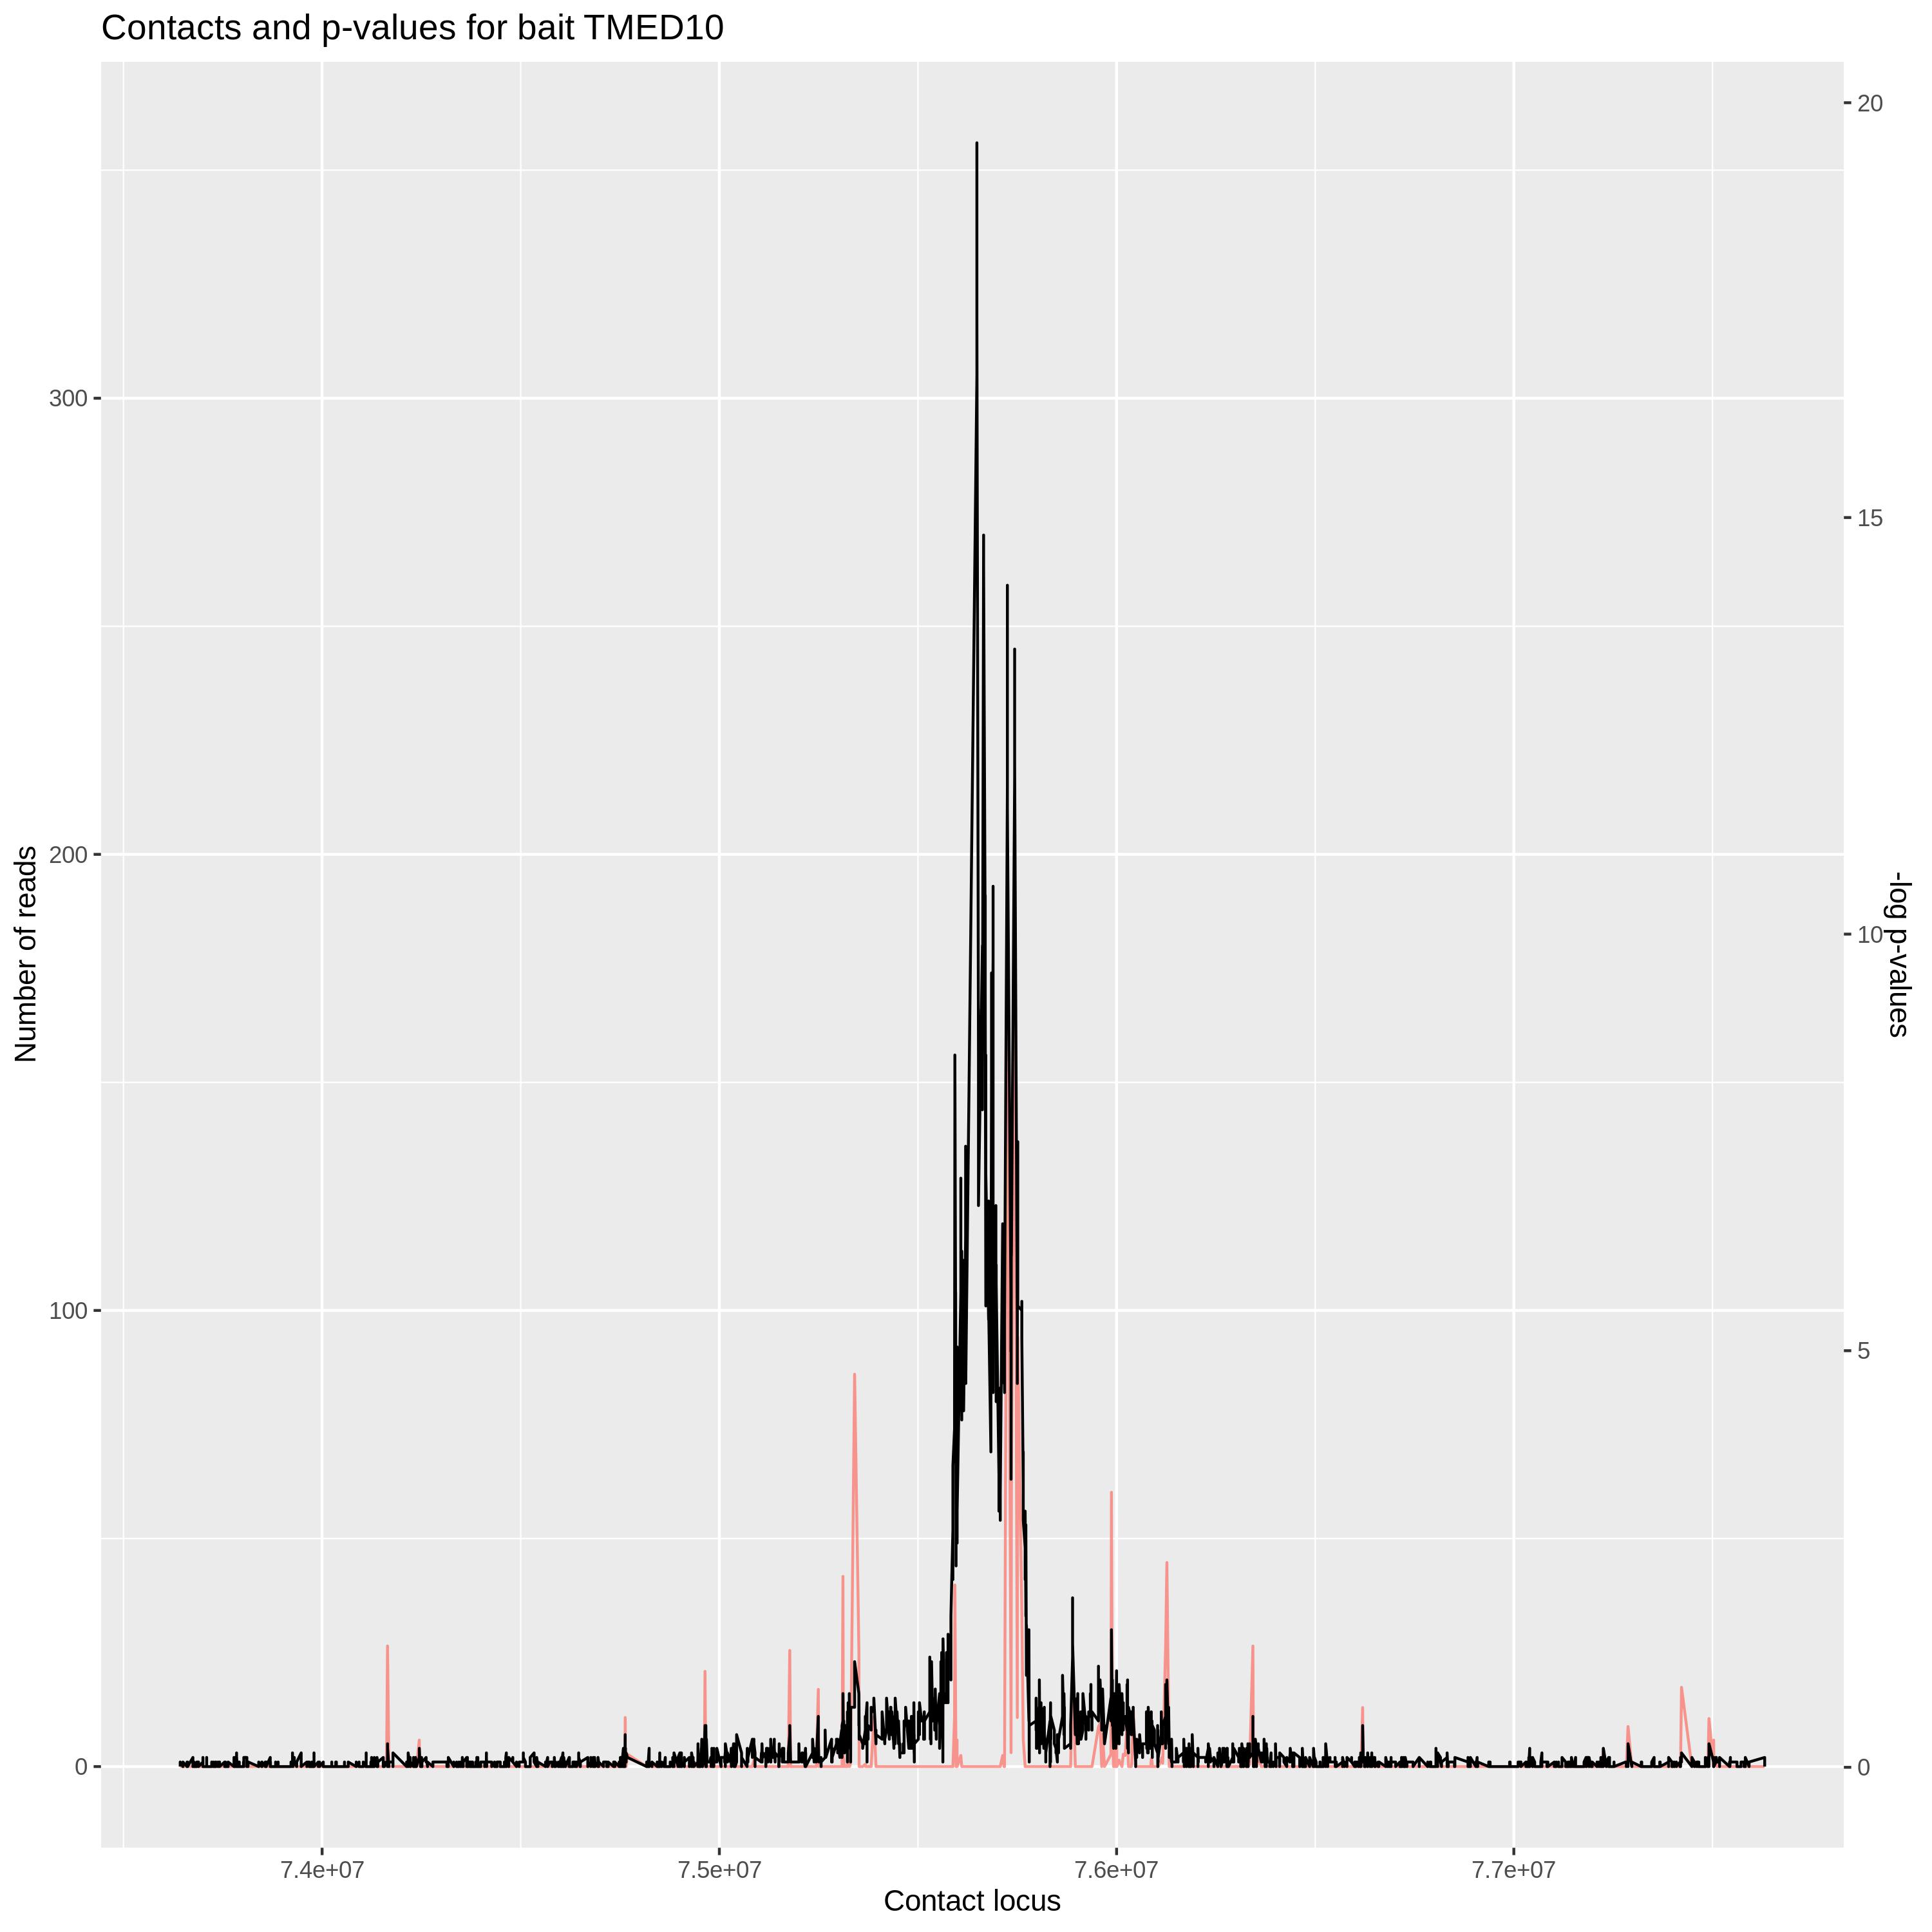 Contacts and p-values for bait TMED10
Number of reads
300
200
100
0
20
15
10
5
0
-log p-values
7.4e+07 7.5e+07 7.6e+07 7.7e+07
Contact locus